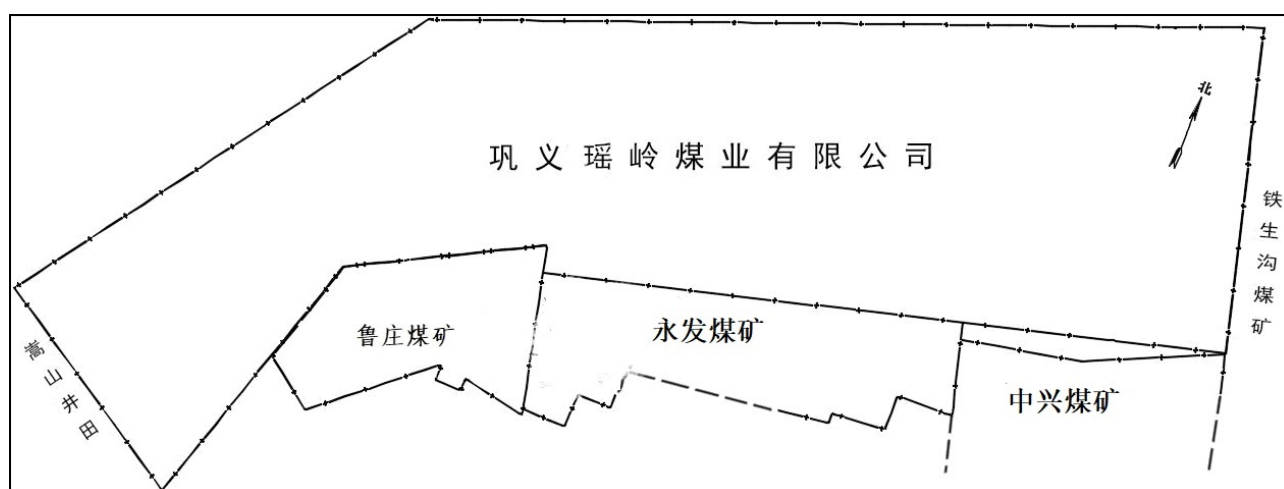 北
巩义瑶岭煤业有限公司
铁生沟煤矿
鲁庄煤矿
永发煤矿
嵩山井田
中兴煤矿